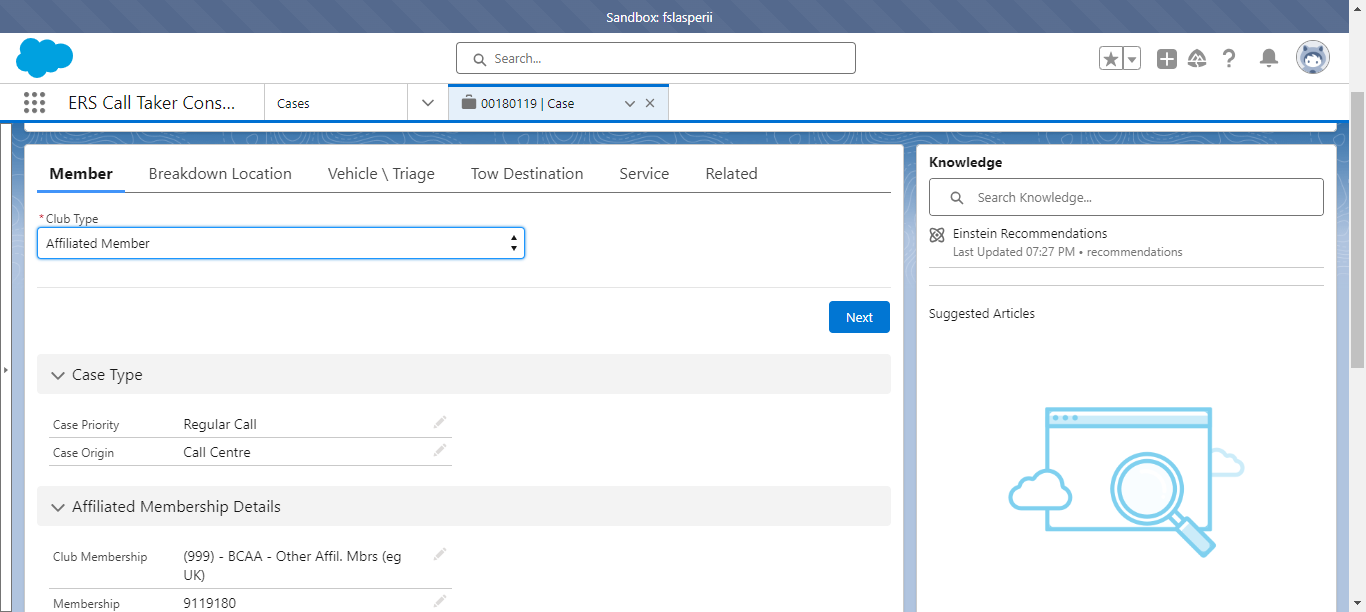 Sandbox: fslasperii
Search...
ERS Call Taker Cons...
Cases
00180119 | Case
Member
Breakdown Location
Vehicle \ Triage
Tow Destination
Service
Related
*Club Type
Affiliated Member
Next
Case Type
Case Priority Regular Call
Case Origin Call Centre
Affiliated Membership Details
Club Membership (999) - BCAA - Other Affil. Mbrs (eg
UK)
Membership 9119180
Knowledge
Search Knowledge...
Einstein Recommendations
Last Updated 07:27 PM • recommendations
Suggested Articles